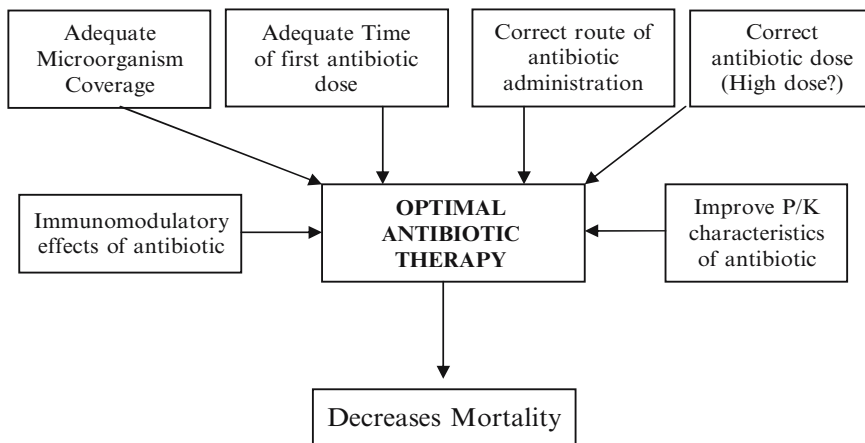 Adequate
Microorganism
Coverage
Adequate Time
of first antibiotic
dose
Correct route of
antibiotic
administration
Correct
antibiotic dose
(High dose?)
Immunomodulatory
effects of antibiotic
OPTIMAL
ANTIBIOTIC
THERAPY
Improve P/K
characteristics
of antibiotic
Decreases Mortality